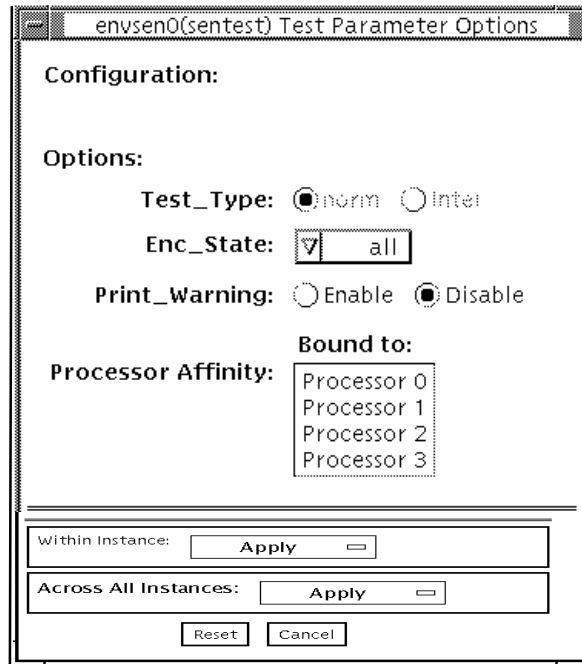 envsen0(sentest) Test Parameter Options
Configuration:
Options:
Test_Type: norm Inter
Enc_State: all
Print_Warning: Enable Disable
Bound to:
Processor Affinity:
Processor 0
Processor 1
Processor 2
Processor 3
Within Instance: Apply
Across All Instances: Apply
Reset Cancel